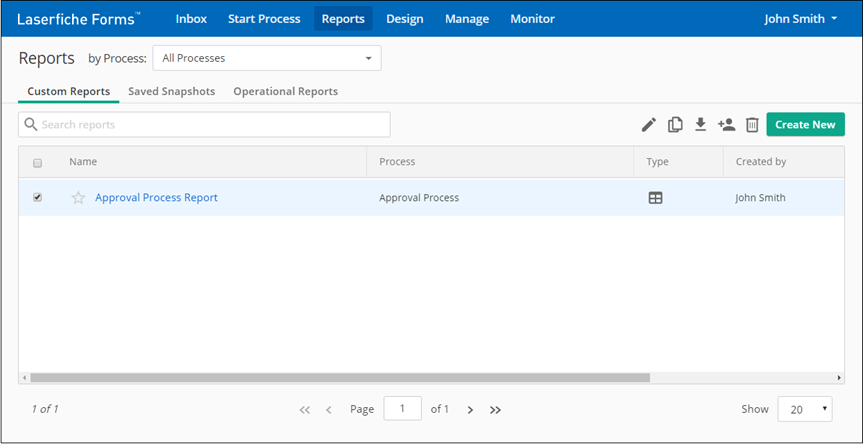 Laserfiche Forms™ Inbox Start Process Reports Design Manage Monitor John Smith
Reports by Process: All Processes
Custom Reports Saved Snapshots Operational Reports
Search reports Create New
Name Process Type Created by
Approval Process Report Approval Process John Smith
1 of 1 Page 1 of 1 Show 20